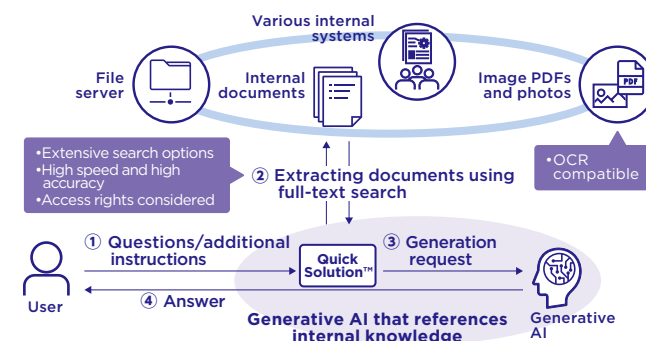 Various internal
systems
File
server
Internal
documents
Image PDFs
and photos
PDF
•Extensive search options
•High speed and high
accuracy
•Access rights considered
② Extracting documents using
full-text search
•OCR
compatible
① Questions/additional
instructions
Quick
Solution™
③ Generation
request
User
④ Answer
Generative
AI
Generative AI that references
internal knowledge